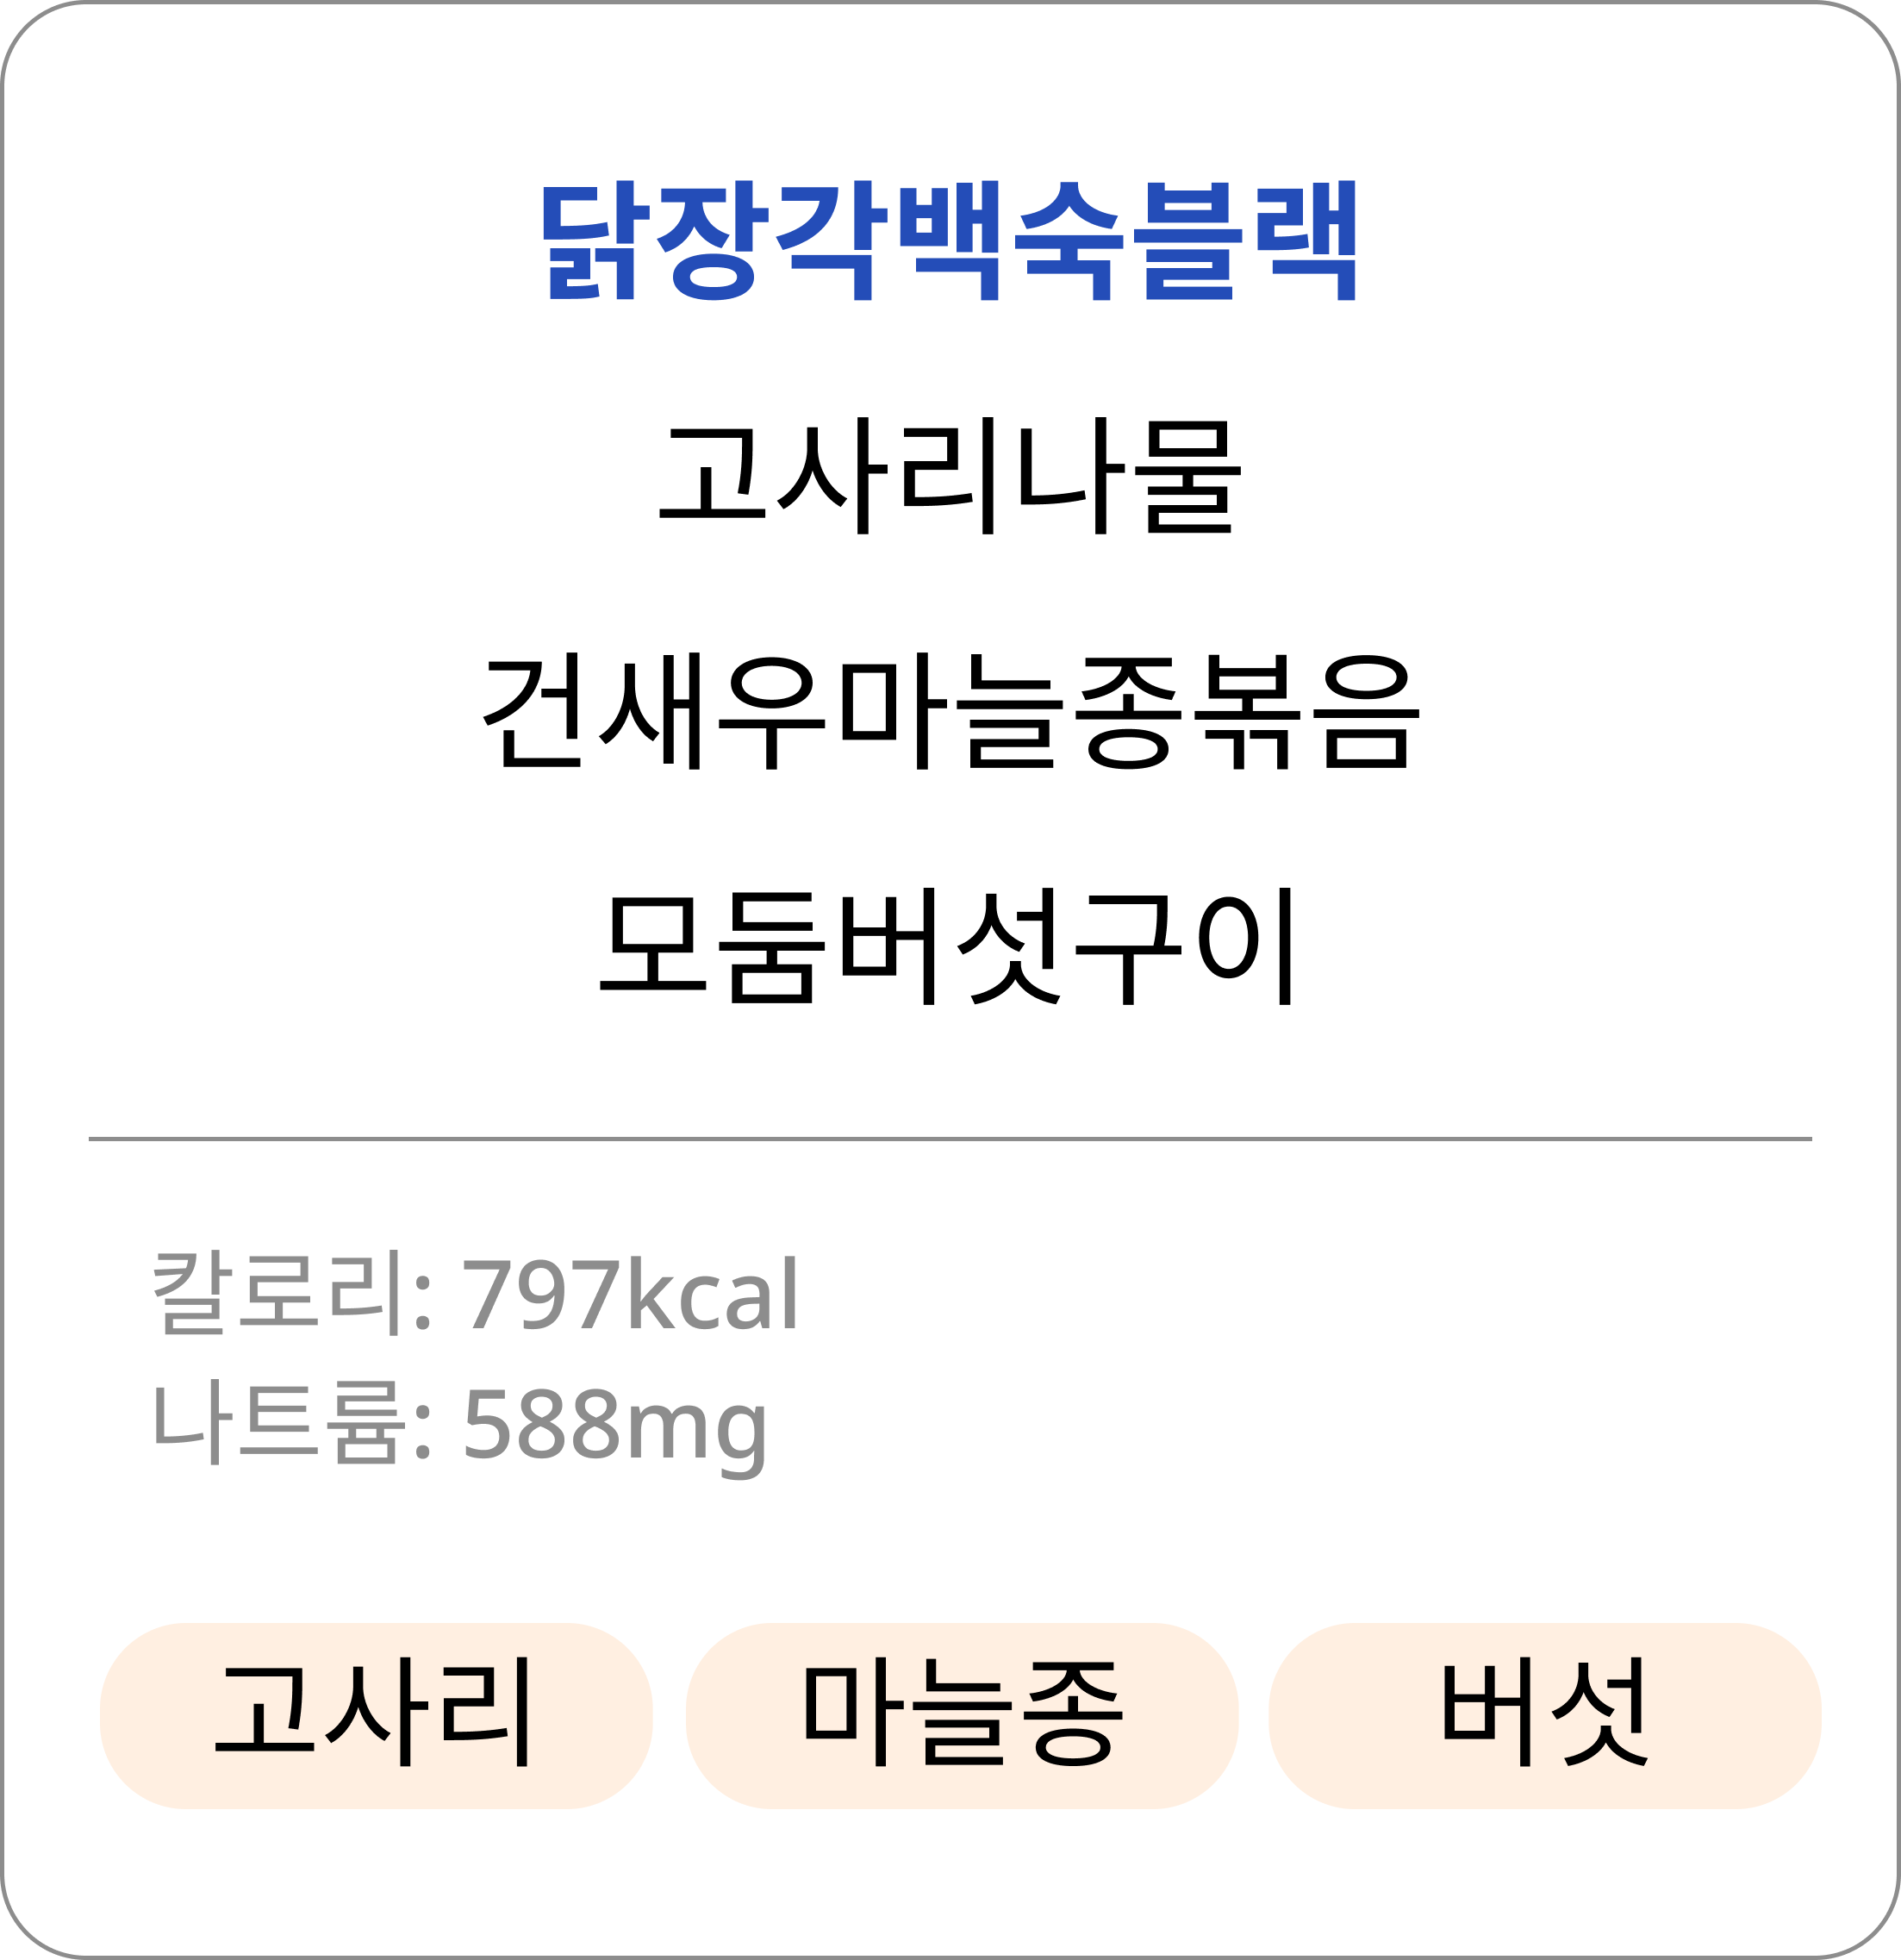 닭장각백숙블랙
고사리나물
건새우마늘종볶음
모둠버섯구이
칼로리: 797kcal
나트륨: 588mg
고사리 마늘종 버섯